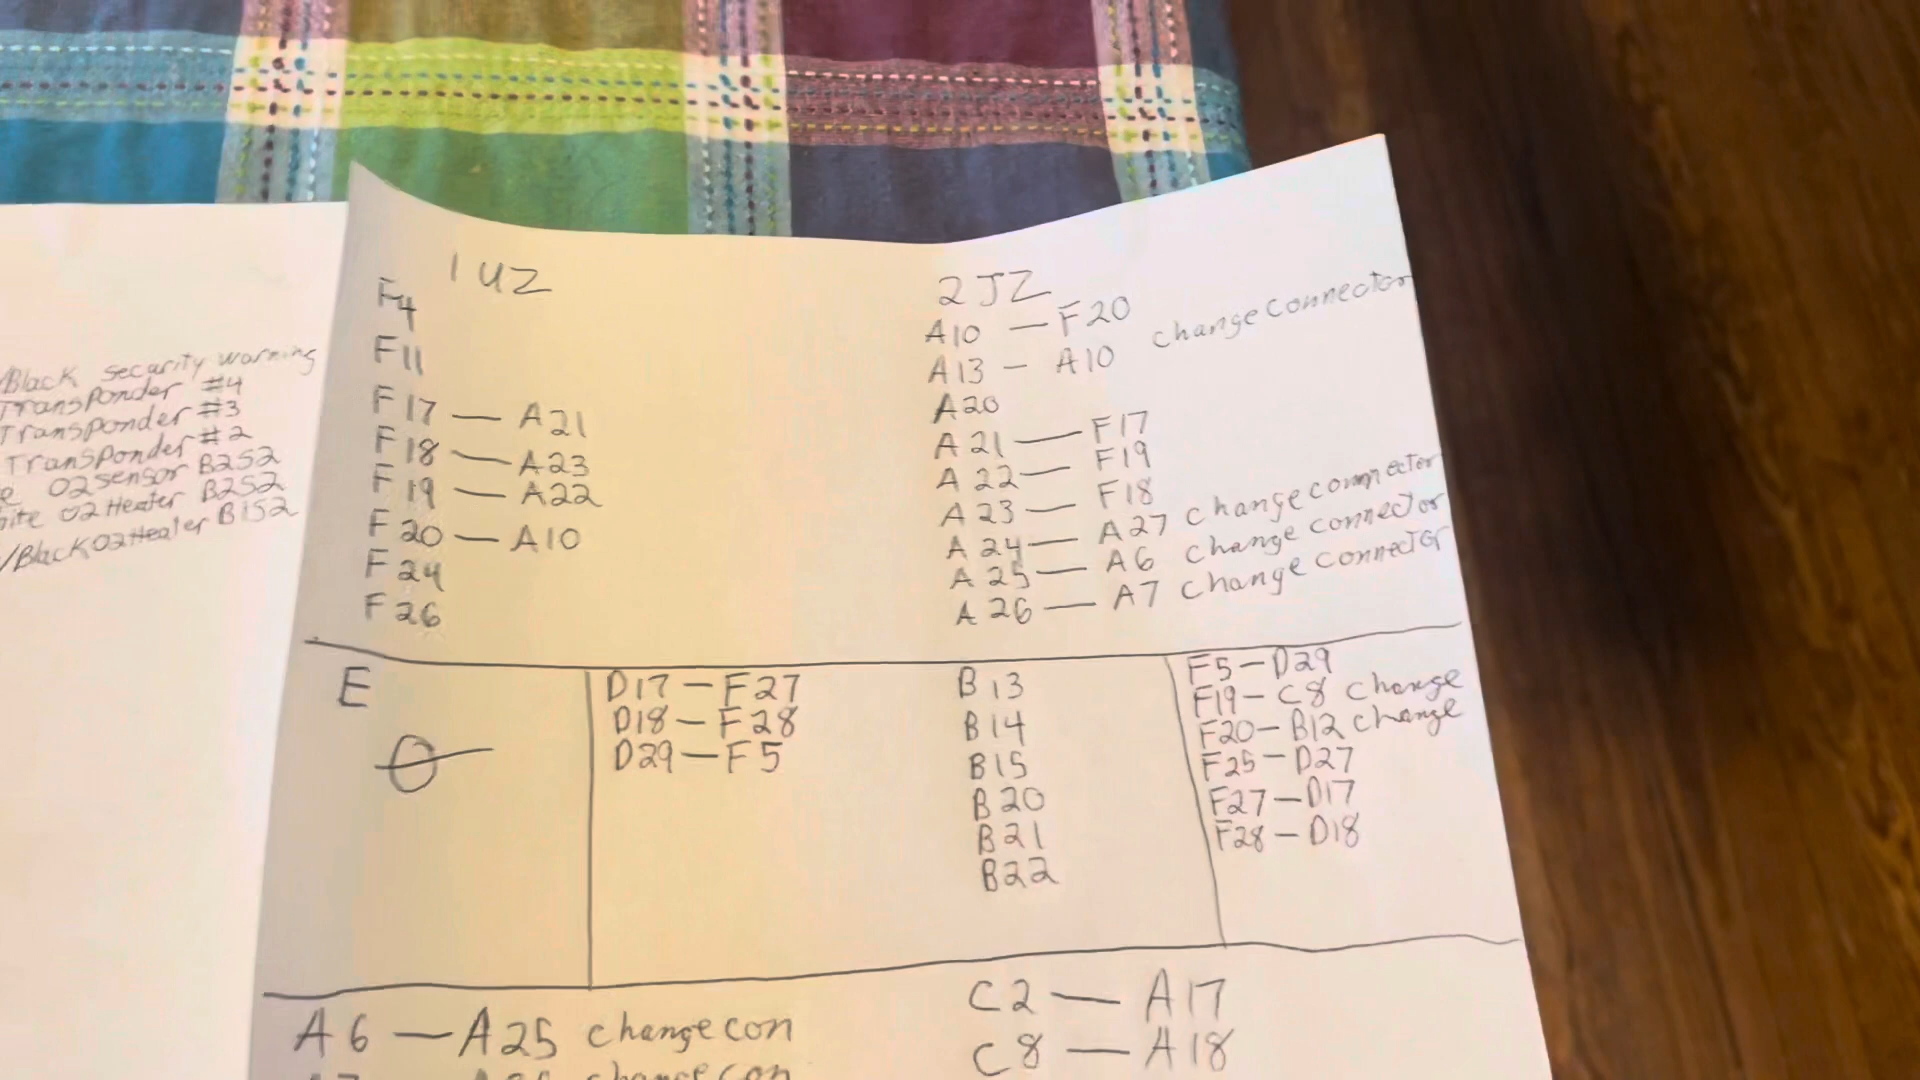 /Black security warning
Transponder #4
Transponder #3
Transponder #2
O2 sensor B2S2
O2 Heater B2S2
/Black O2 Heater B1S2
1UZ
F4
F11
F17 — A21
F18 — A23
F19 — A22
F20 — A10
F24
F26
2JZ
A10 — F20
A13 — A10 change connector
A20
A21 — F17
A22 — F19
A23 — F18
A24 — A27 change connector
A25 — A6 change connector
A26 — A7 change connector
E
D17 — F27
D18 — F28
D29 — F5
B13
B14
B15
B20
B21
B22
F5 — D29
F19 — C8 change
F20 — B12 change
F25 — D27
F27 — D17
F28 — D18
A6 — A25 change con
change con
C2 — A17
C8 — A18